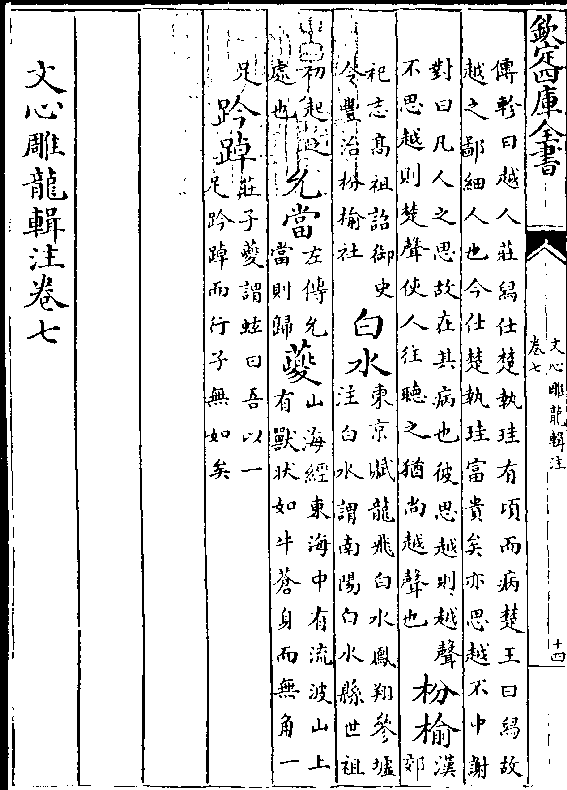 欽定四庫全書
文心雕龍輯注
卷七
十四
傳軫曰越人莊舄仕楚執珪有頃而病楚王曰舄故
越之鄙細人也今仕楚執珪富貴矣亦思越不中謝
對曰凡人之思故在其病也彼思越則越聲
不思越則楚聲使人往聽之猶尚越聲也
枌榆
漢
郊
祀志高祖詔御史
令豐治枌榆社
白水
東京賦龍飛白水鳳翔參墟
注白水謂南陽白水縣世祖
初起之
處也
允當
左傳允
當則歸
夔
山海經東海中有流波山上
有獸狀如牛蒼身而無角一
足
趻踔
莊子夔謂蚿曰吾以一
足趻踔而行予無如矣
文心雕龍輯注卷七